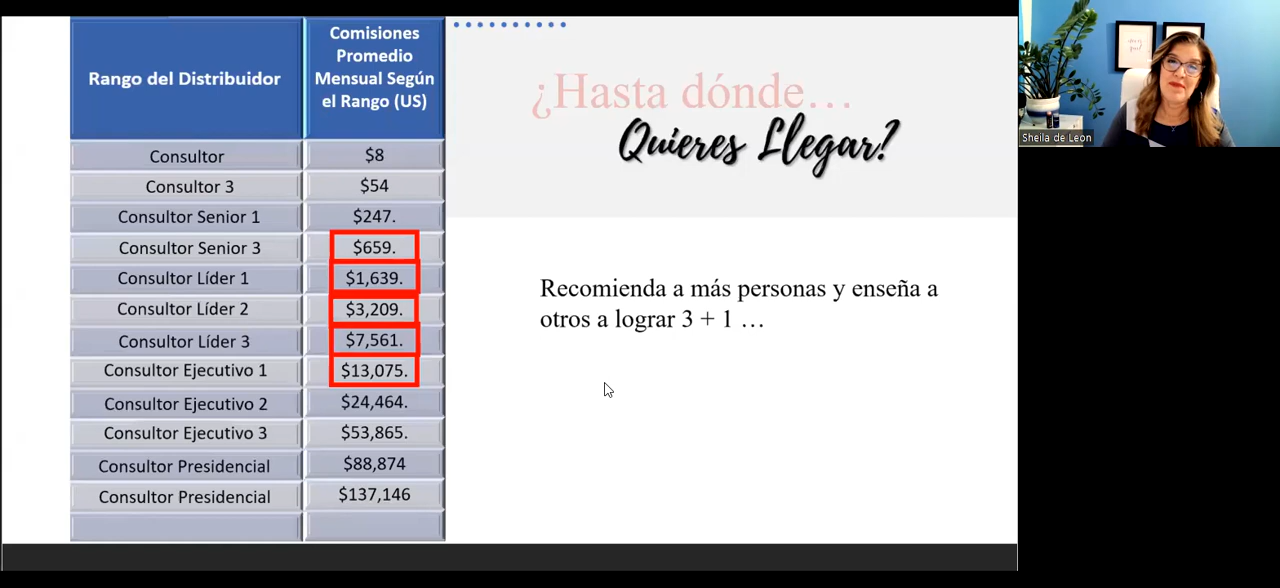 Rango del Distribuidor
Comisiones
Promedio
Mensual Según
el Rango (US)
Consultor $8
Consultor 3 $54
Consultor Senior 1 $247.
Consultor Senior 3 $659.
Consultor Líder 1 $1,639.
Consultor Líder 2 $3,209.
Consultor Líder 3 $7,561.
Consultor Ejecutivo 1 $13,075.
Consultor Ejecutivo 2 $24,464.
Consultor Ejecutivo 3 $53,865.
Consultor Presidencial $88,874
Consultor Presidencial $137,146
¿Hasta dónde…
Quieres Llegar?
Recomienda a más personas y enseña a
otros a lograr 3 + 1 …
Sheila de Leon